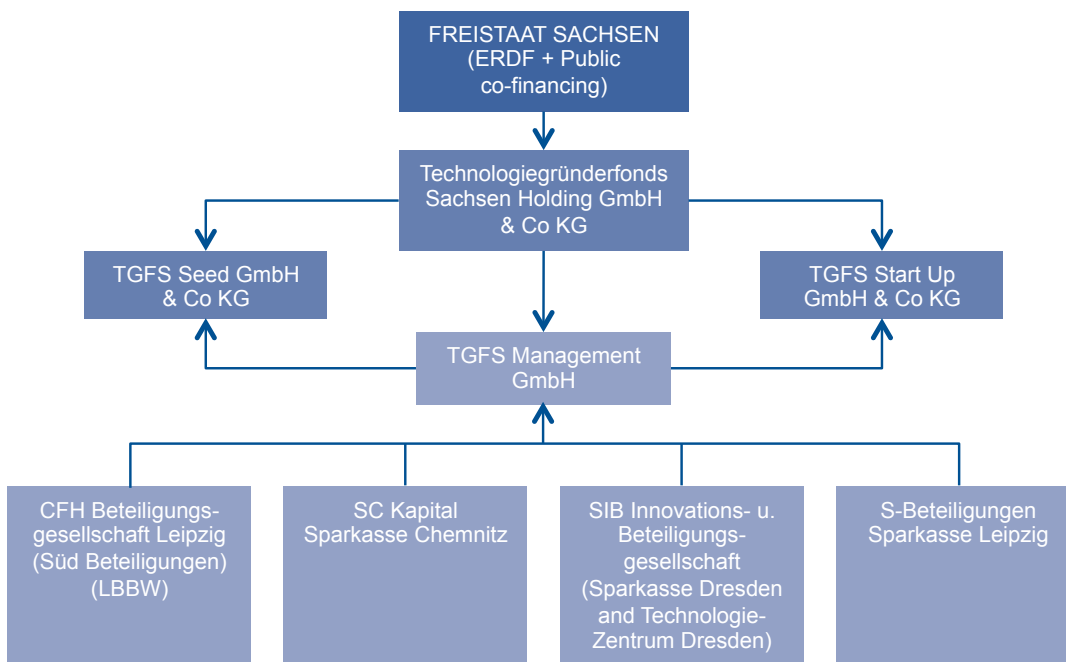 FREISTAAT SACHSEN
(ERDF + Public
co-financing)
Technologiegründerfonds
Sachsen Holding GmbH
& Co KG
TGFS Seed GmbH
& Co KG
TGFS Start Up
GmbH & Co KG
TGFS Management
GmbH
CFH Beteiligungs-
gesellschaft Leipzig
(Süd Beteiligungen)
(LBBW)
SC Kapital
Sparkasse Chemnitz
SIB Innovations- u.
Beteiligungs-
gesellschaft
(Sparkasse Dresden
and Technologie-
Zentrum Dresden)
S-Beteiligungen
Sparkasse Leipzig